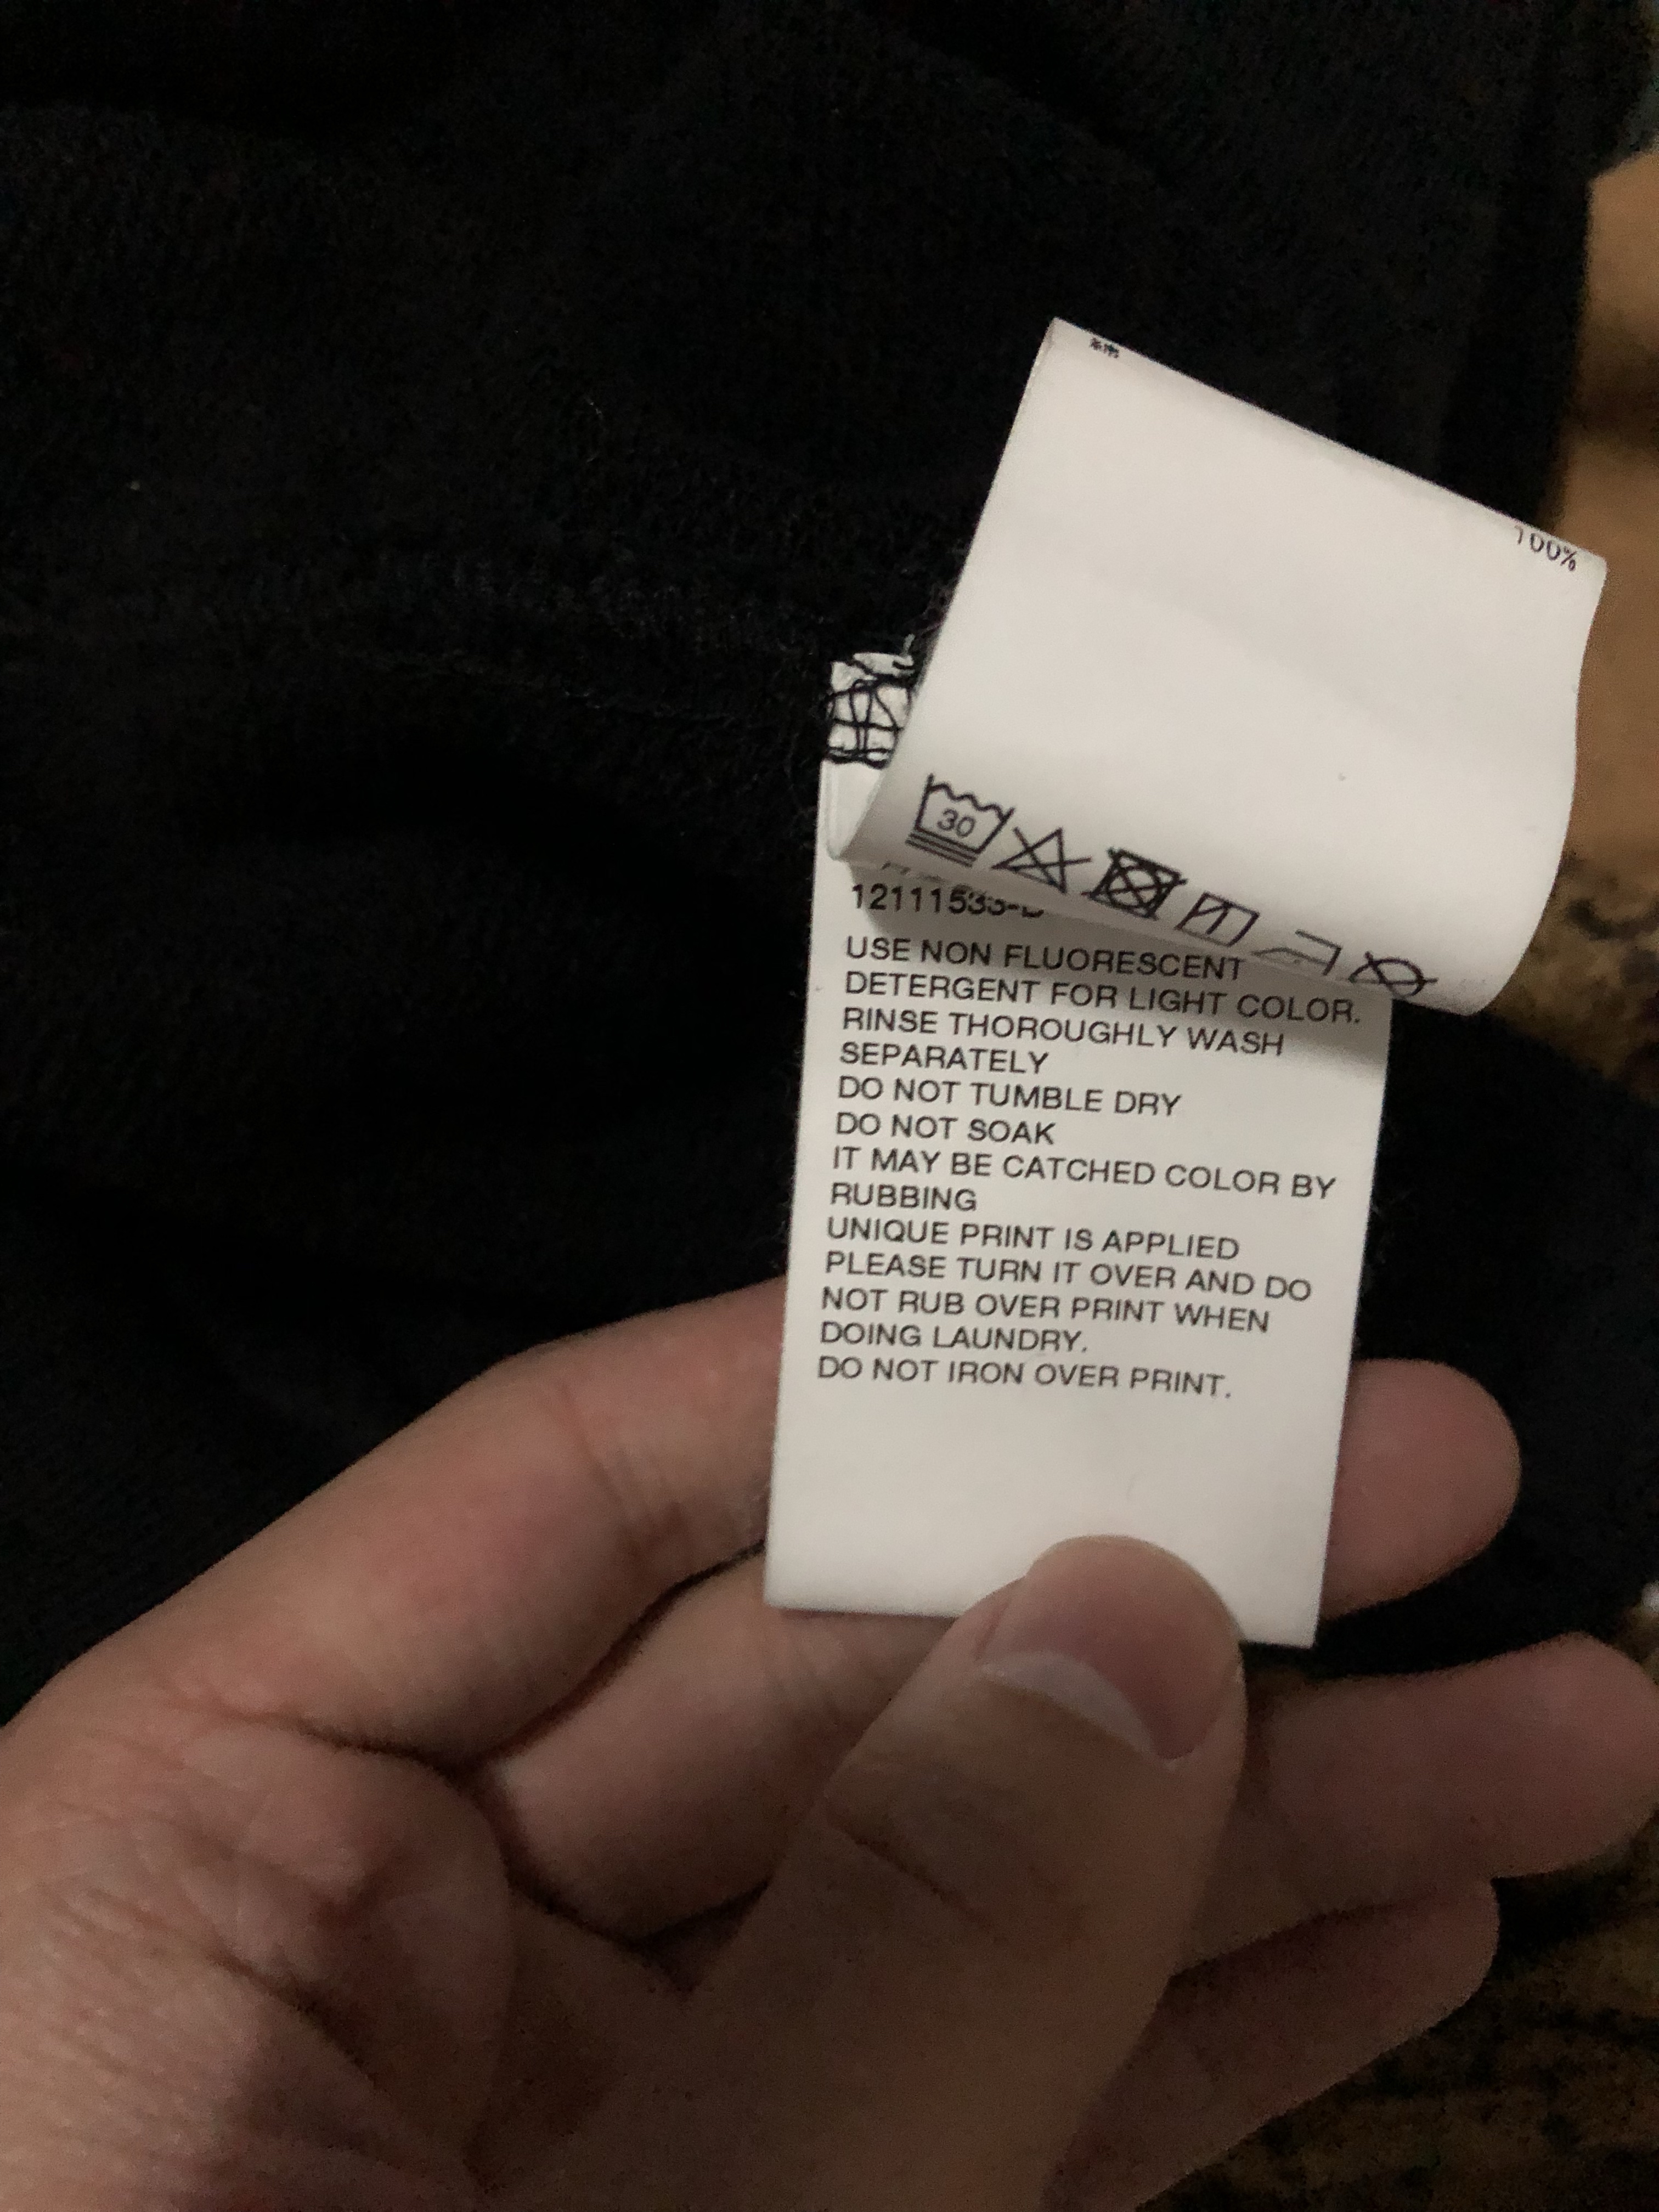 綿
100%
30
USE NON FLUORESCENT
DETERGENT FOR LIGHT COLOR.
RINSE THOROUGHLY WASH
SEPARATELY
DO NOT TUMBLE DRY
DO NOT SOAK
IT MAY BE CATCHED COLOR BY
RUBBING
UNIQUE PRINT IS APPLIED
PLEASE TURN IT OVER AND DO
NOT RUB OVER PRINT WHEN
DOING LAUNDRY.
DO NOT IRON OVER PRINT.